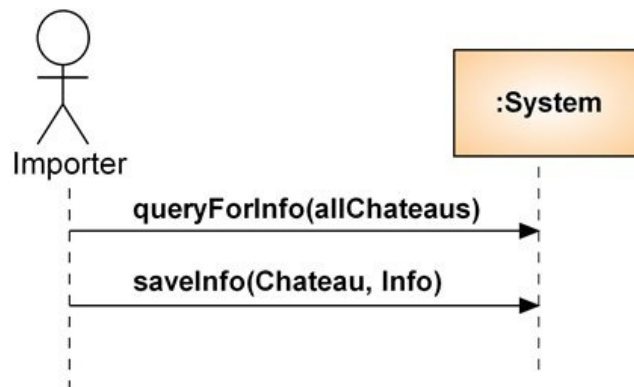 :System
Importer
queryForInfo(allChateaus)
saveInfo(Chateau, Info)